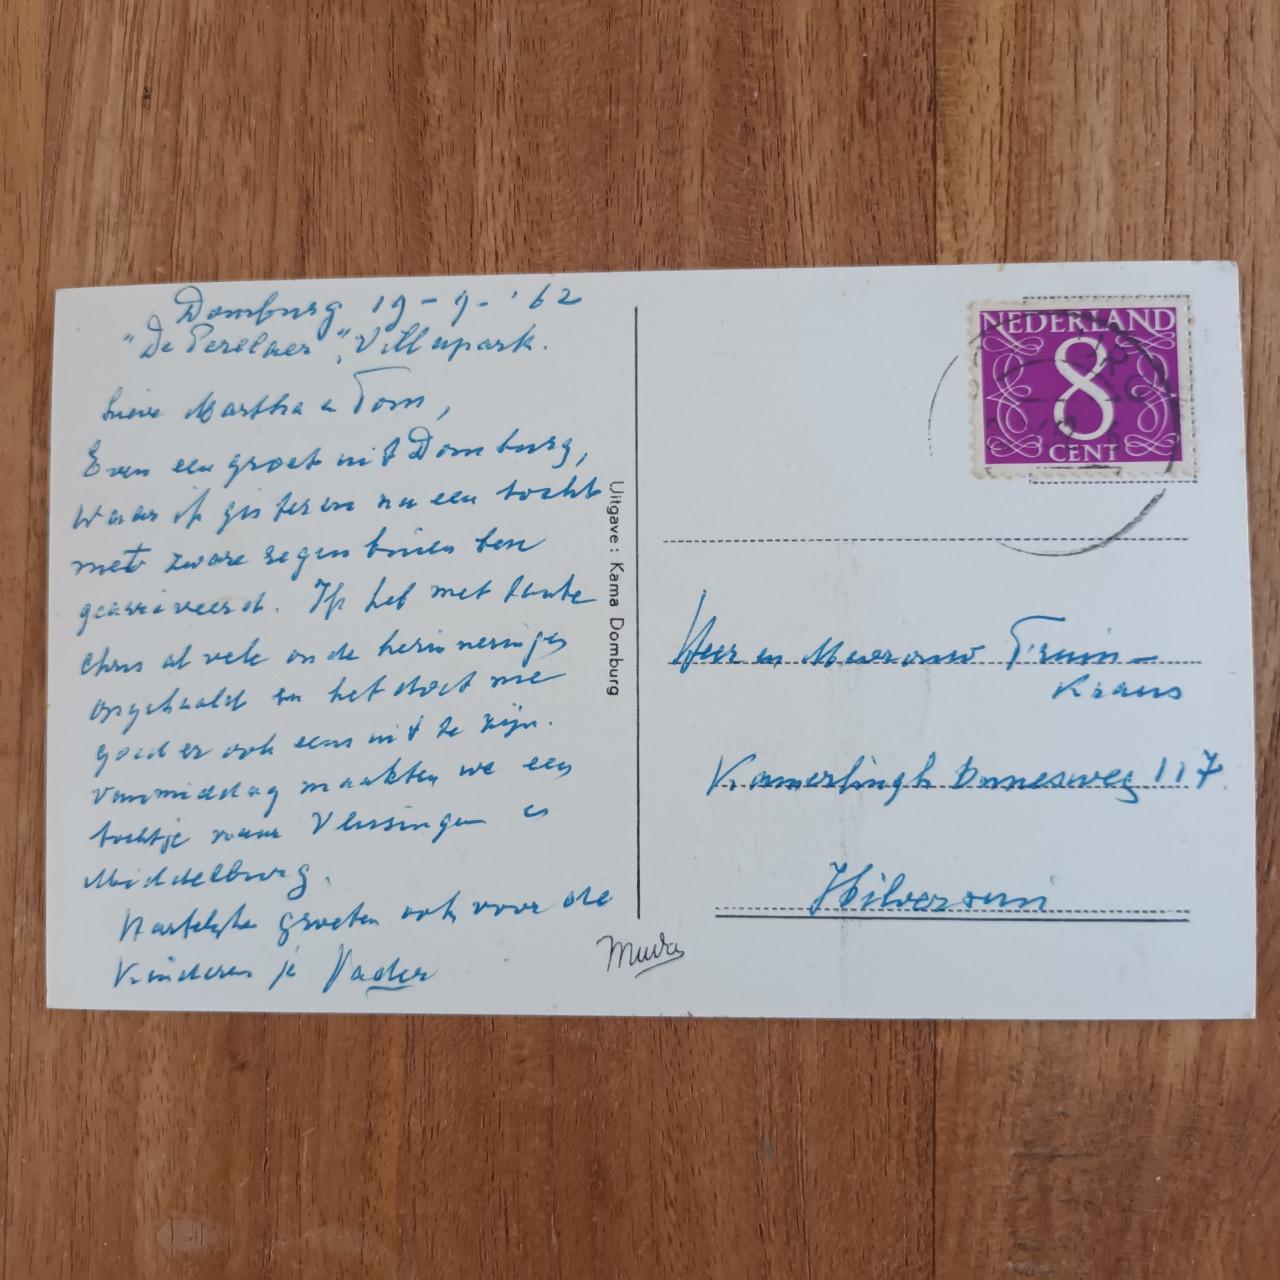 Domburg 19-9-'62
"De Perelaer", Villapark.
Lieve Martha en Tom,
Even een groet uit Domburg,
waar ik gisteren na een tocht
met zware regenbuien ben
gearriveerd. Ik heb met tante
Chris al vele oude herinneringen
opgehaald en het doet me
goed er ook eens uit te zijn.
Vanmiddag maakten we een
tochtje naar Vlissingen en
Middelburg.
Hartelijke groeten ook voor de
Kinderen je Vader
Uitgave: Kama Domburg
NEDERLAND
8
CENT
Heer en Mevrouw Fruin-
Kraus
Kamerlingh Onnesweg 117
Hilversum